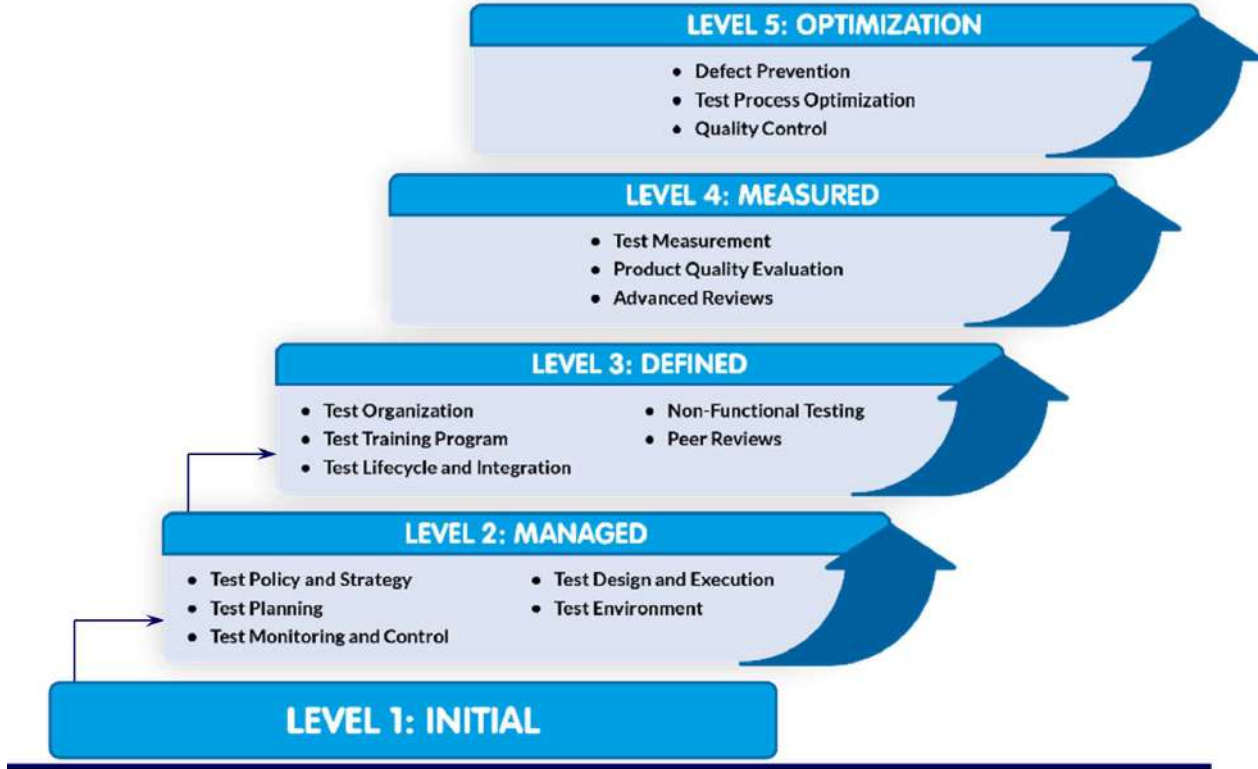 LEVEL 5: OPTIMIZATION
• Defect Prevention
• Test Process Optimization
• Quality Control
LEVEL 4: MEASURED
• Test Measurement
• Product Quality Evaluation
• Advanced Reviews
LEVEL 3: DEFINED
• Test Organization
• Test Training Program
• Test Lifecycle and Integration
• Non-Functional Testing
• Peer Reviews
LEVEL 2: MANAGED
• Test Policy and Strategy
• Test Planning
• Test Monitoring and Control
• Test Design and Execution
• Test Environment
LEVEL 1: INITIAL